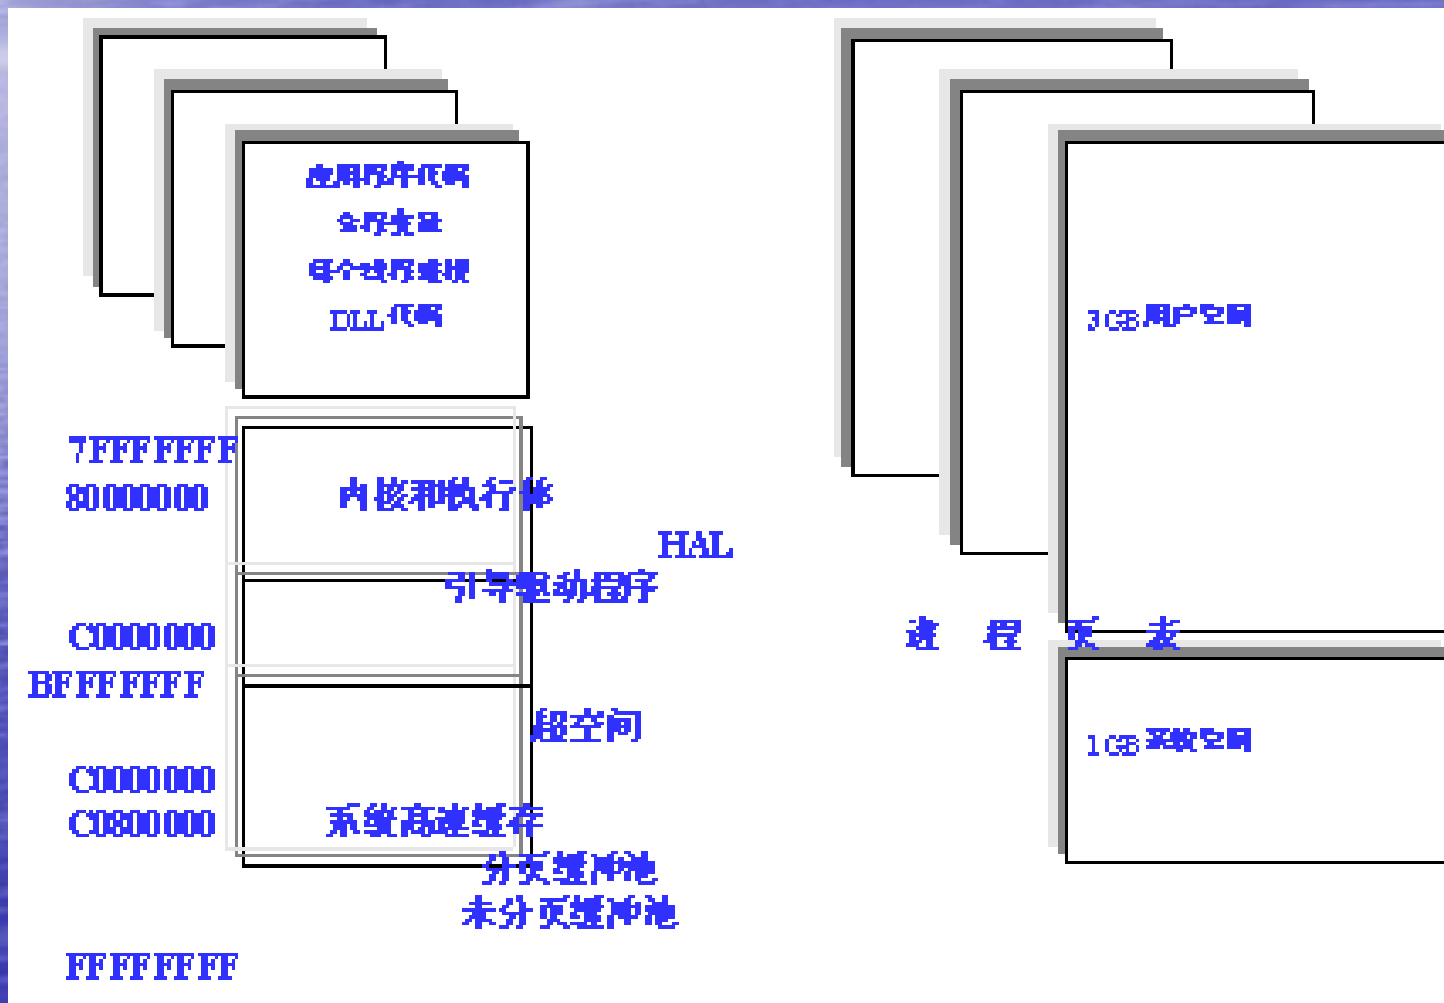 应用程序代码
全程变量
每个线程堆栈
DLL代码
3GB用户空间
7FFFFFFF
80000000
内核和执行体
HAL
引导驱动程序
C0000000
进 程 页 表
BFFFFFFF
超空间
1GB系统空间
C0000000
C0800000
系统高速缓存
分页缓冲池
未分页缓冲池
FFFFFFFF